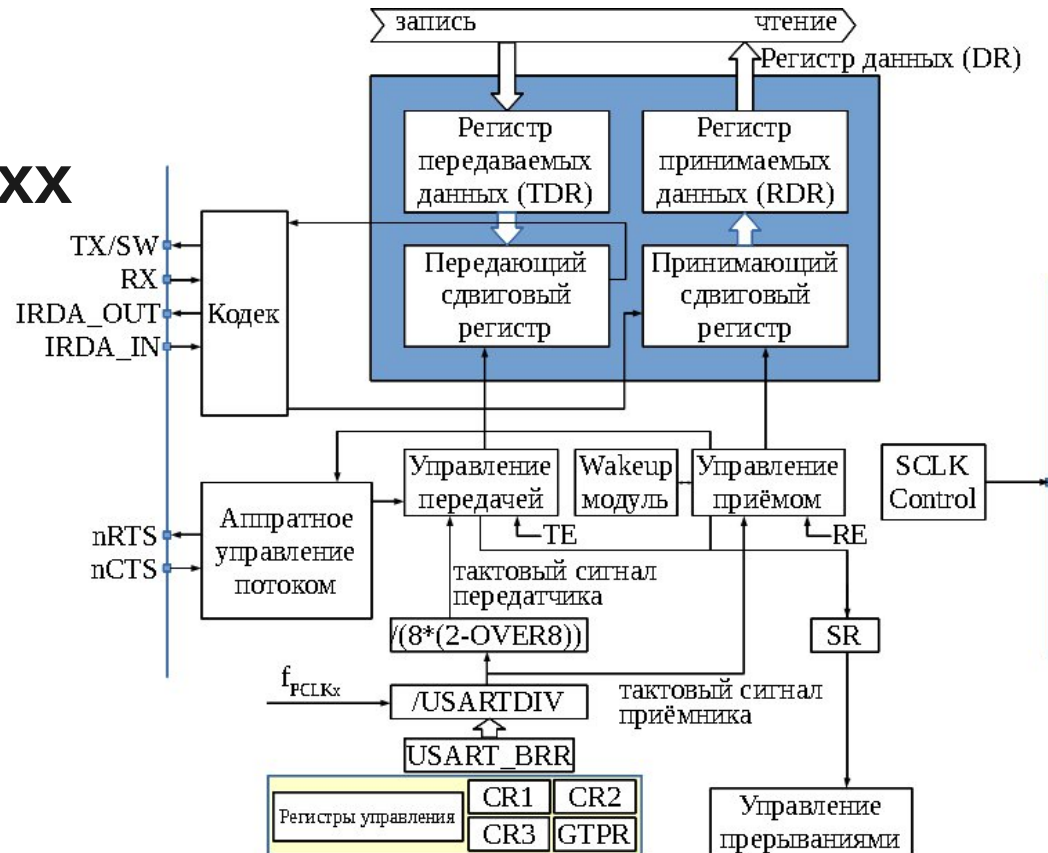 запись
чтение
Регистр данных (DR)
Регистр
передаваемых
данных (TDR)
Регистр
принимаемых
данных (RDR)
xx
TX/SW
RX
IRDA_OUT
IRDA_IN
Кодек
Передающий
сдвиговый
регистр
Принимающий
сдвиговый
регистр
Управление
передачей
Wakeup
модуль
Управление
приёмом
SCLK
Control
nRTS
nCTS
Аппратное
управление
потоком
TE
RE
тактовый сигнал
передатчика
/(8*(2-OVER8))
SR
fPCLKx
/USARTDIV
тактовый сигнал
приёмника
USART_BRR
Регистры управления
CR1
CR2
CR3
GTPR
Управление
прерываниями